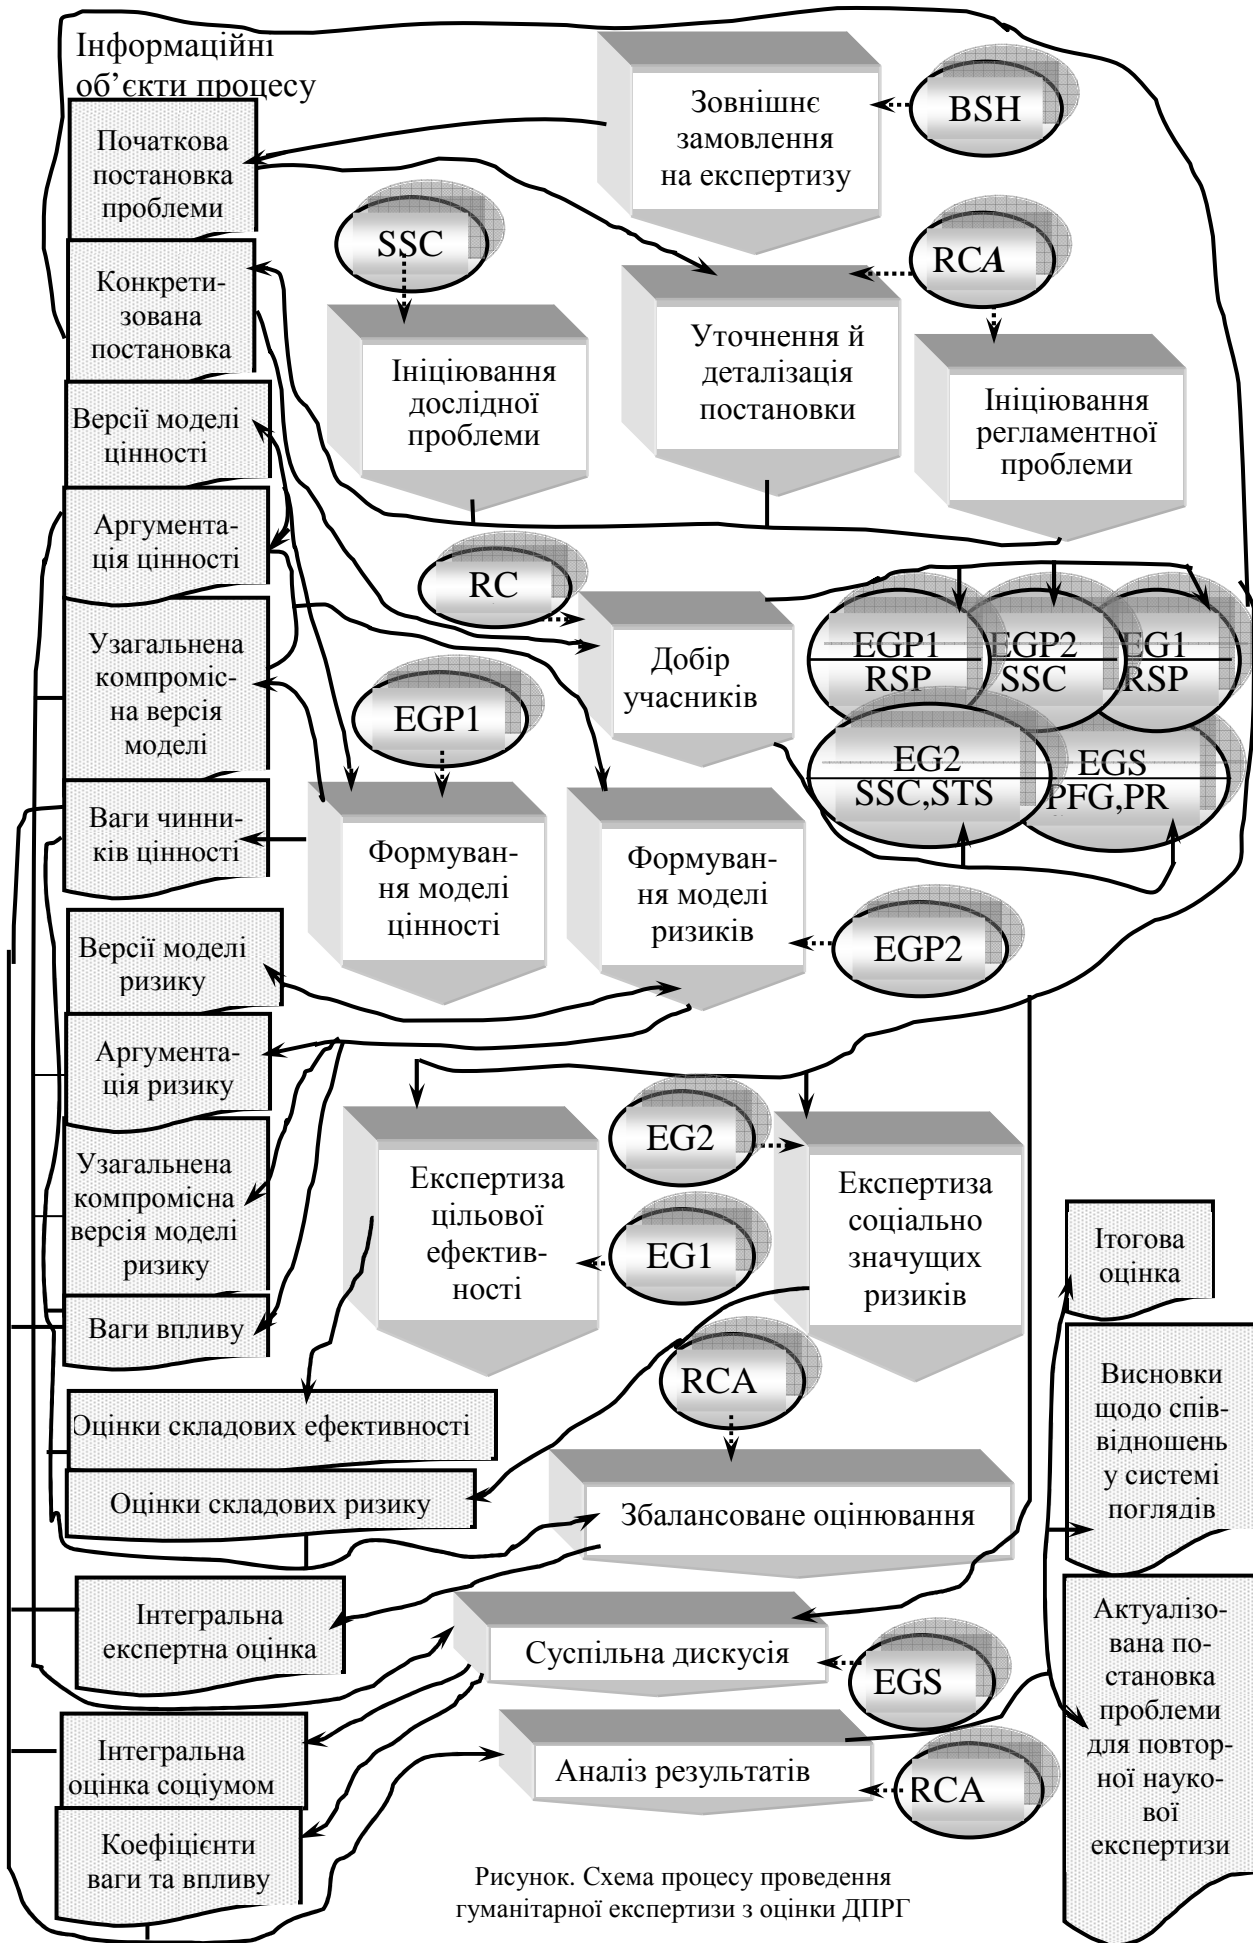 Інформаційні
об’єкти процесу
Початкова
постановка
проблеми
Конкрети-
зована
постановка
Версії моделі
цінності
Аргумента-
ція цінності
Узагальнена
компроміс-
на версія
моделі
Ваги чинни-
ків цінності
Версії моделі
ризику
Аргумента-
ція ризику
Узагальнена
компромісна
версія моделі
ризику
Ваги впливу
Оцінки складових ефективності
Оцінки складових ризику
Інтегральна
експертна оцінка
Інтегральна
оцінка соціумом
Коефіцієнти
ваги та впливу
Зовнішнє
замовлення
на експертизу
BSH
SSC
RCA
Ініціювання
дослідної
проблеми
Уточнення й
деталізація
постановки
Ініціювання
регламентної
проблеми
RC
Добір
учасників
EGP1
RSP
EGP2
SSC
EG1
RSP
EG2
SSC,STS
EGS
PFG,PR
EGP1
Формуван-
ня моделі
цінності
Формуван-
ня моделі
ризиків
EGP2
Експертиза
цільової
ефектив-
ності
EG2
EG1
Експертиза
соціально
значущих
ризиків
RCA
Збалансоване оцінювання
Суспільна дискусія
EGS
Аналіз результатів
RCA
Ітогова
оцінка
Висновки
щодо спів-
відношень
у системі
поглядів
Актуалізо-
вана по-
становка
проблеми
для повтор-
ної науко-
вої
експертизи
Рисунок. Схема процесу проведення
гуманітарної експертизи з оцінки ДПРГ